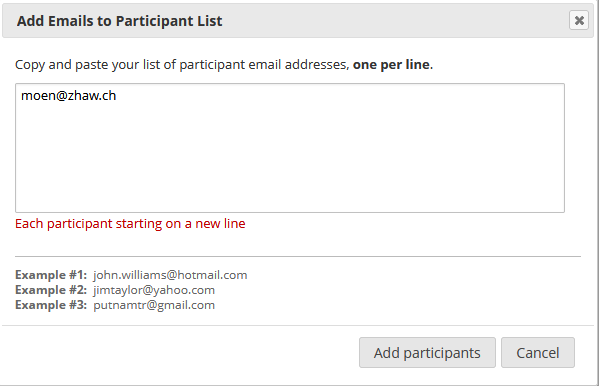 Add Emails to Participant List
Copy and paste your list of participant email addresses, one per line.
moen@zhaw.ch
Each participant starting on a new line
Example #1: john.williams@hotmail.com
Example #2: jimtaylor@yahoo.com
Example #3: putnamtr@gmail.com
Add participants Cancel